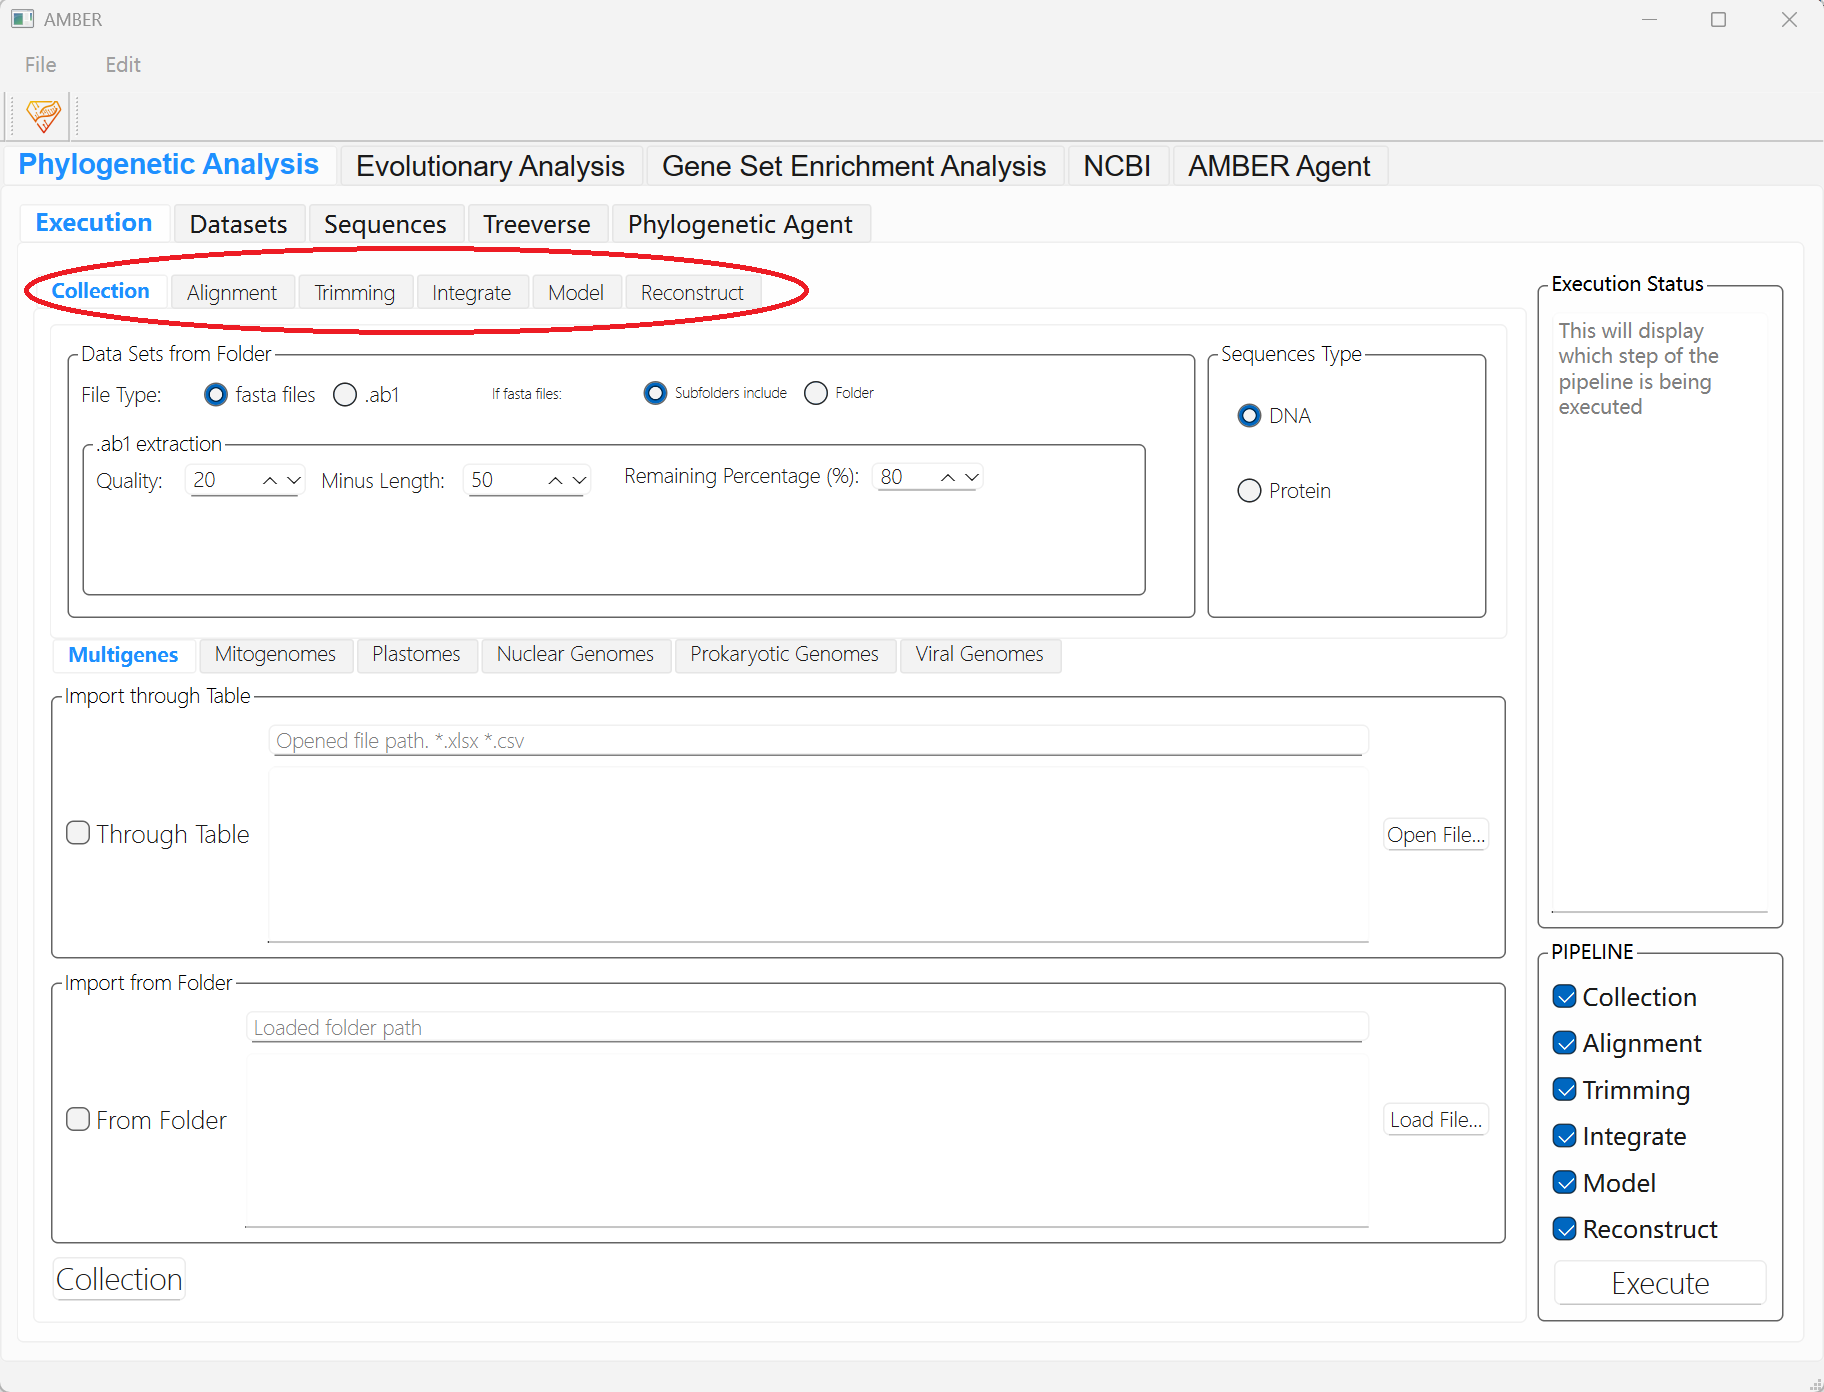 AMBER
File Edit
Phylogenetic Analysis Evolutionary Analysis Gene Set Enrichment Analysis NCBI AMBER Agent
Execution Datasets Sequences Treeverse Phylogenetic Agent
Collection Alignment Trimming Integrate Model Reconstruct
Data Sets from Folder
File Type: fasta files .ab1 If fasta files: Subfolders include Folder
.ab1 extraction
Quality: 20 Minus Length: 50 Remaining Percentage (%): 80
Sequences Type
DNA
Protein
Multigenes Mitogenomes Plastomes Nuclear Genomes Prokaryotic Genomes Viral Genomes
Import through Table
Opened file path. *.xlsx *.csv
Through Table
Open File...
Import from Folder
Loaded folder path
From Folder
Load File...
Collection
Execution Status
This will display
which step of the
pipeline is being
executed
PIPELINE
Collection
Alignment
Trimming
Integrate
Model
Reconstruct
Execute